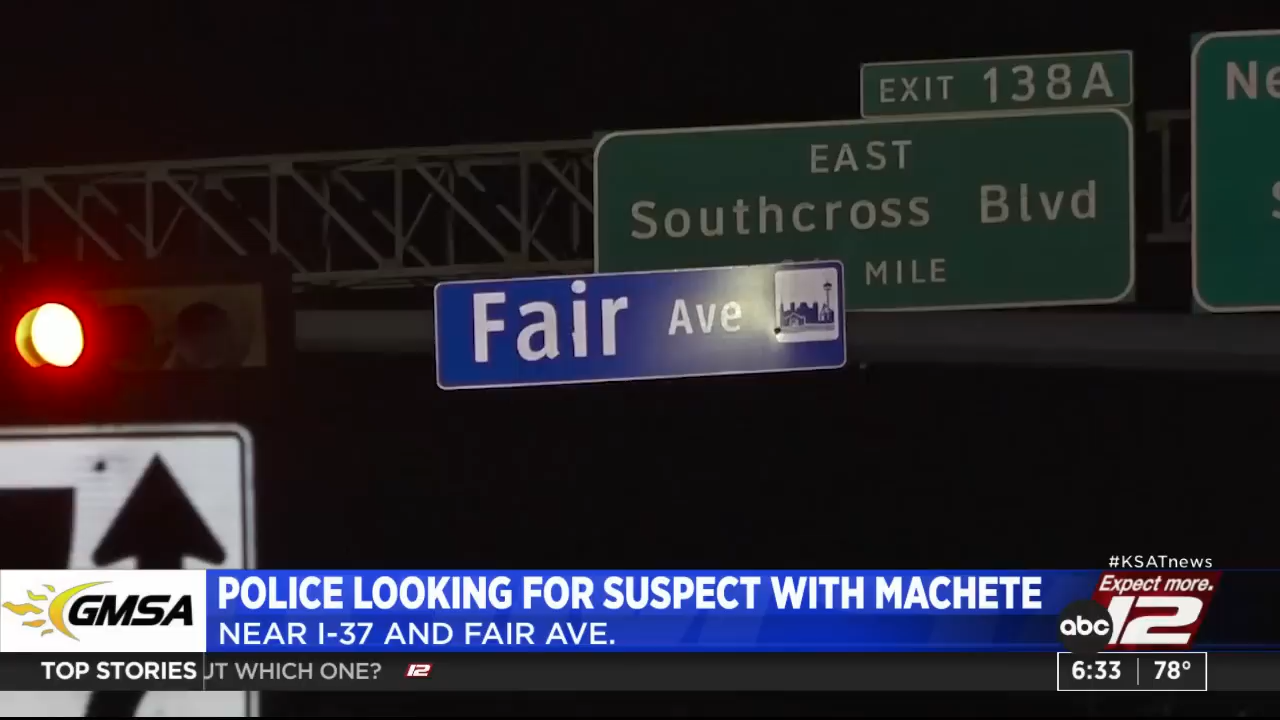 EXIT 138A
Ne
EAST
Southcross Blvd
MILE
Fair Ave
#KSATnews
GMSA
POLICE LOOKING FOR SUSPECT WITH MACHETE
NEAR I-37 AND FAIR AVE.
Expect more.
abc 12
TOP STORIES UT WHICH ONE? 12
6:33 78°